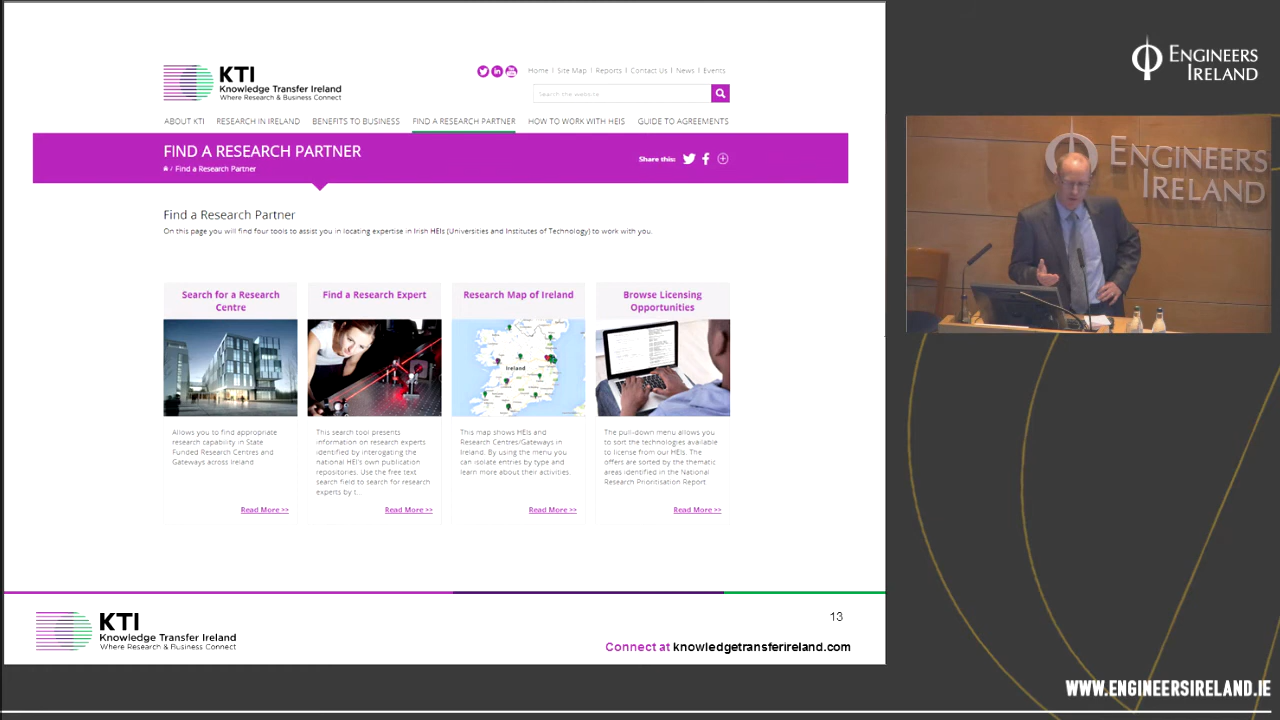 KTI
Knowledge Transfer Ireland
Where Research & Business Connect
Home | Site Map | Reports | Contact Us | News | Events
Search the website
ABOUT KTI RESEARCH IN IRELAND BENEFITS TO BUSINESS FIND A RESEARCH PARTNER HOW TO WORK WITH HEIS GUIDE TO AGREEMENTS
FIND A RESEARCH PARTNER
/ Find a Research Partner
Share this:
Find a Research Partner
On this page you will find four tools to assist you in locating expertise in Irish HEIs (Universities and Institutes of Technology) to work with you.
Search for a Research
Centre
Allows you to find appropriate
research capability in State
Funded Research Centres and
Gateways across Ireland
Read More >>
Find a Research Expert
This search tool presents
information on research experts
identified by interogating the
national HEI's own publication
repositories. Use the free text
search field to search for research
experts by t...
Read More >>
Research Map of Ireland
Ireland
This map shows HEIs and
Research Centres/Gateways in
Ireland. By using the menu you
can isolate entries by type and
learn more about their activities.
Read More >>
Browse Licensing
Opportunities
The pull-down menu allows you
to sort the technologies available
to license from our HEIs. The
offers are sorted by the thematic
areas identified in the National
Research Prioritisation Report
Read More >>
KTI
Knowledge Transfer Ireland
Where Research & Business Connect
13
Connect at knowledgetransferireland.com
ENGINEERS
IRELAND
ENGINEERS
IRELAND
WWW.ENGINEERSIRELAND.IE